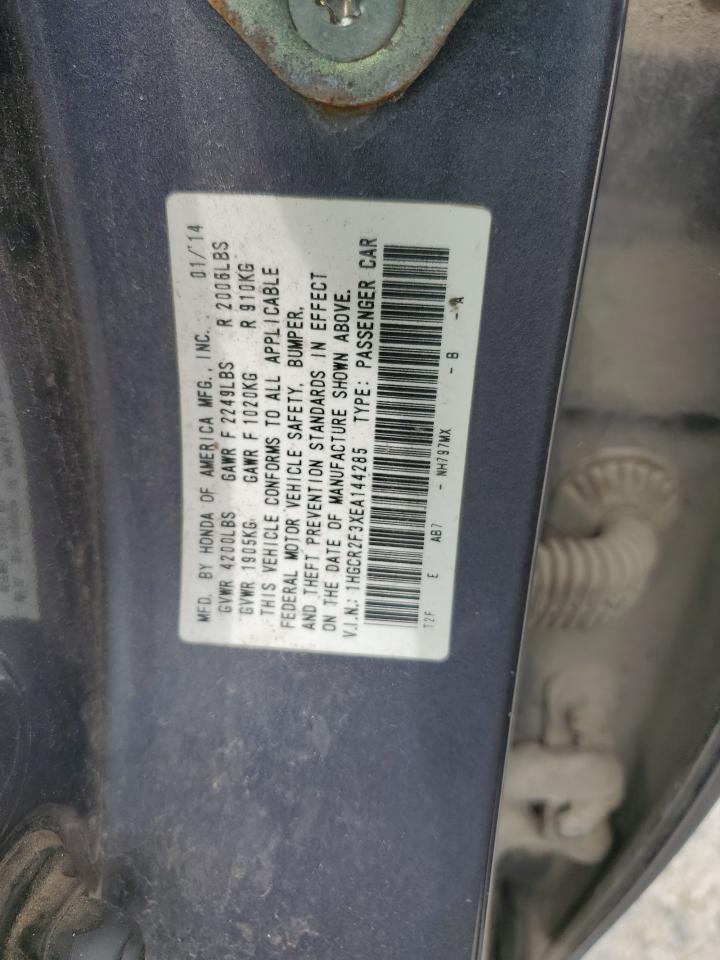 MFD. BY HONDA OF AMERICA MFG., INC. 01/'14
GVWR 4200LBS GAWR F 2249LBS R 2006LBS
GVWR 1905KG GAWR F 1020KG R 910KG
THIS VEHICLE CONFORMS TO ALL APPLICABLE
FEDERAL MOTOR VEHICLE SAFETY, BUMPER,
AND THEFT PREVENTION STANDARDS IN EFFECT
ON THE DATE OF MANUFACTURE SHOWN ABOVE.
V.I.N.: 1HGCR2F3XEA144285 TYPE: PASSENGER CAR
T2F E AB7 - NH797MX - B - A